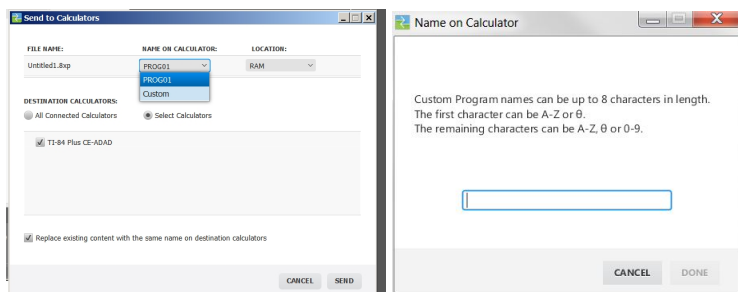 Send to Calculators
FILE NAME: NAME ON CALCULATOR: LOCATION:
Untitled1.8xp PROG01 RAM
PROG01
Custom
DESTINATION CALCULATORS:
All Connected Calculators Select Calculators
TI-84 Plus CE-ADAD
Replace existing content with the same name on destination calculators
CANCEL SEND
Name on Calculator
Custom Program names can be up to 8 characters in length.
The first character can be A-Z or θ.
The remaining characters can be A-Z, θ or 0-9.
CANCEL DONE